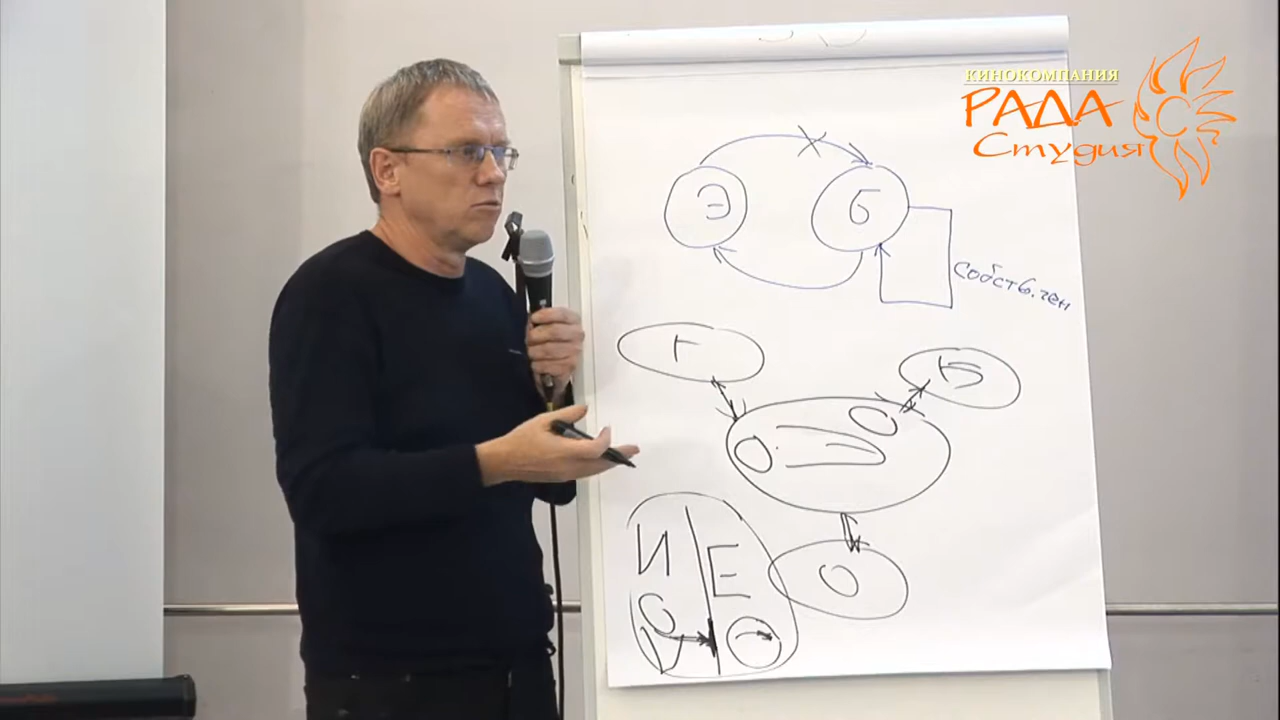 КИНОКОМПАНИЯ
РАДА
Студия
Э
Б
собств.ген
Г
О
И
Е